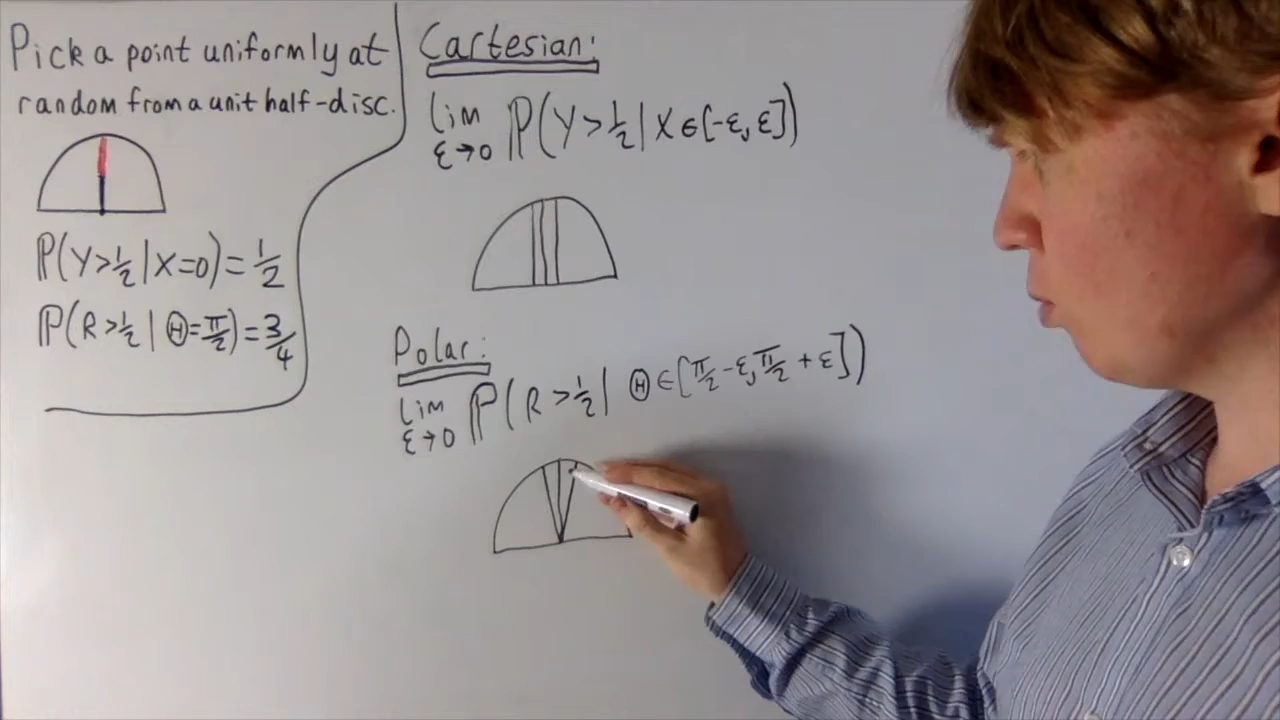 Pick a point uniformly at
random from a unit half-disc.
ℙ(Y>½|X=0)=½
ℙ(R>½|Θ=π/2)=3/4
Cartesian:
lim ε→0 ℙ(Y>½|X∈[-ε,ε])
Polar:
lim ε→0 ℙ(R>½|Θ∈[π/2-ε,π/2+ε])